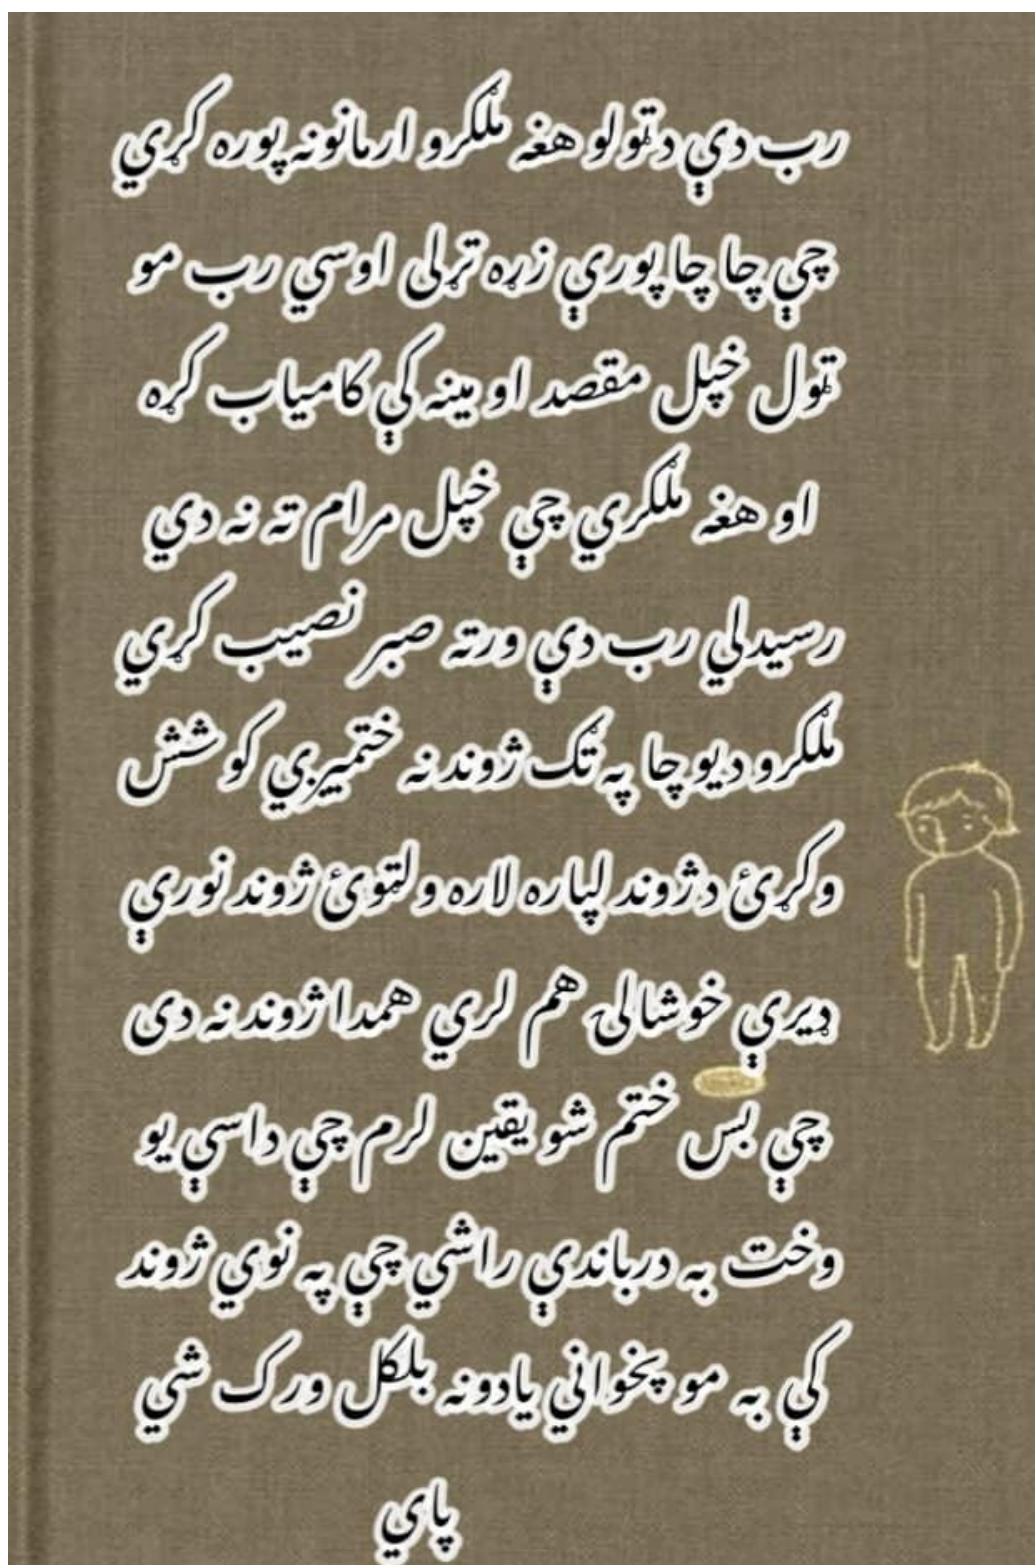 رب دې د ټولو هغه ملګرو ارمانونه پوره کړي
چې چا چا پورې زړه تړلی اوسي رب مو
ټول خپل مقصد او مینه کې کامیاب کړه
او هغه ملګري چې خپل مرام ته نه دي
رسیدلي رب دې ورته صبر نصیب کړي
ملګرو د یو چا په تګ ژوند نه ختمیږي کوشش
وکړئ د ژوند لپاره لاره ولټوئ ژوند نورې
ډیرې خوشالۍ هم لري همدا ژوند نه دی
چې بس ختم شو یقین لرم چې داسې یو
وخت به درباندې راشي چې په نوي ژوند
کې به مو پخواني یادونه بلکل ورک شي
پای